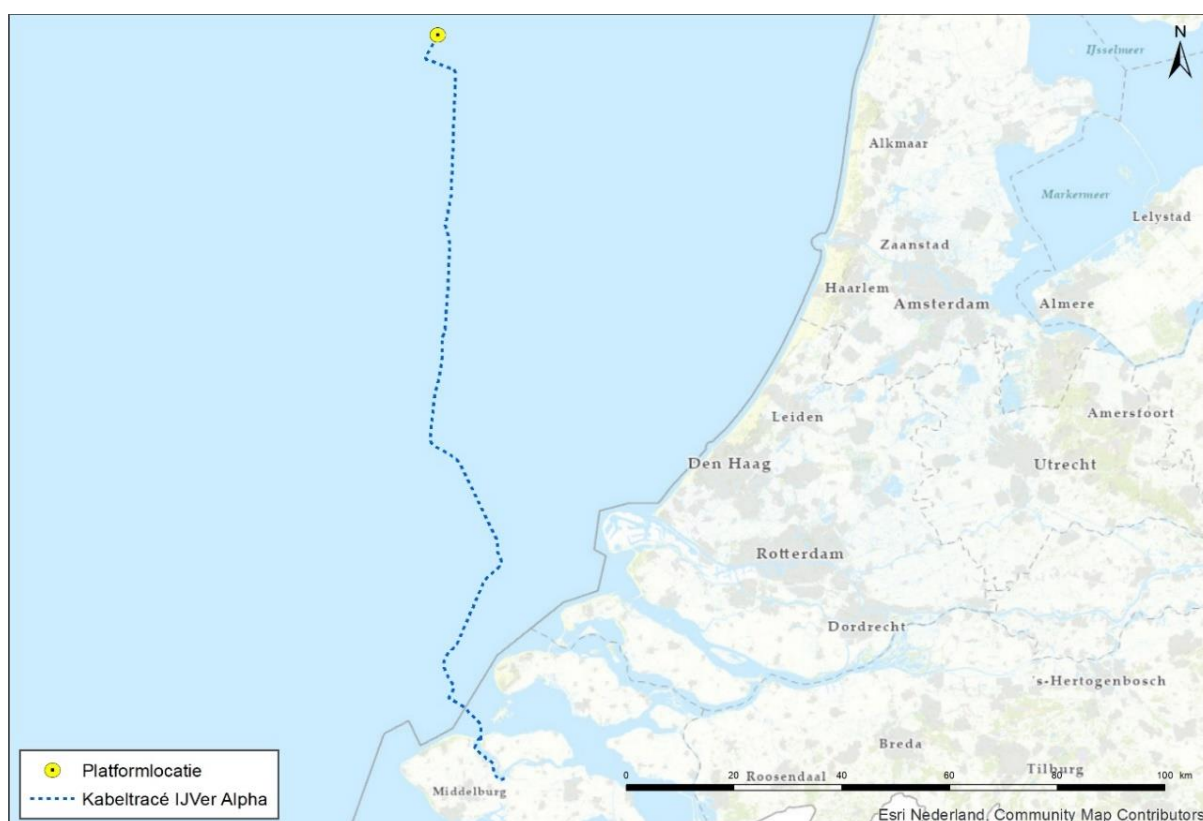 N
IJsselmeer
Alkmaar
Markermeer
Lelystad
Zaanstad
Haarlem
Amsterdam
Almere
Leiden
Amersfoort
Den Haag
Utrecht
Rotterdam
Dordrecht
's-Hertogenbosch
Breda
Tilburg
Roosendaal
Middelburg
Platformlocatie
Kabeltracé IJVer Alpha
0 20 40 60 80 100 km
Esri Nederland, Community Map Contributors